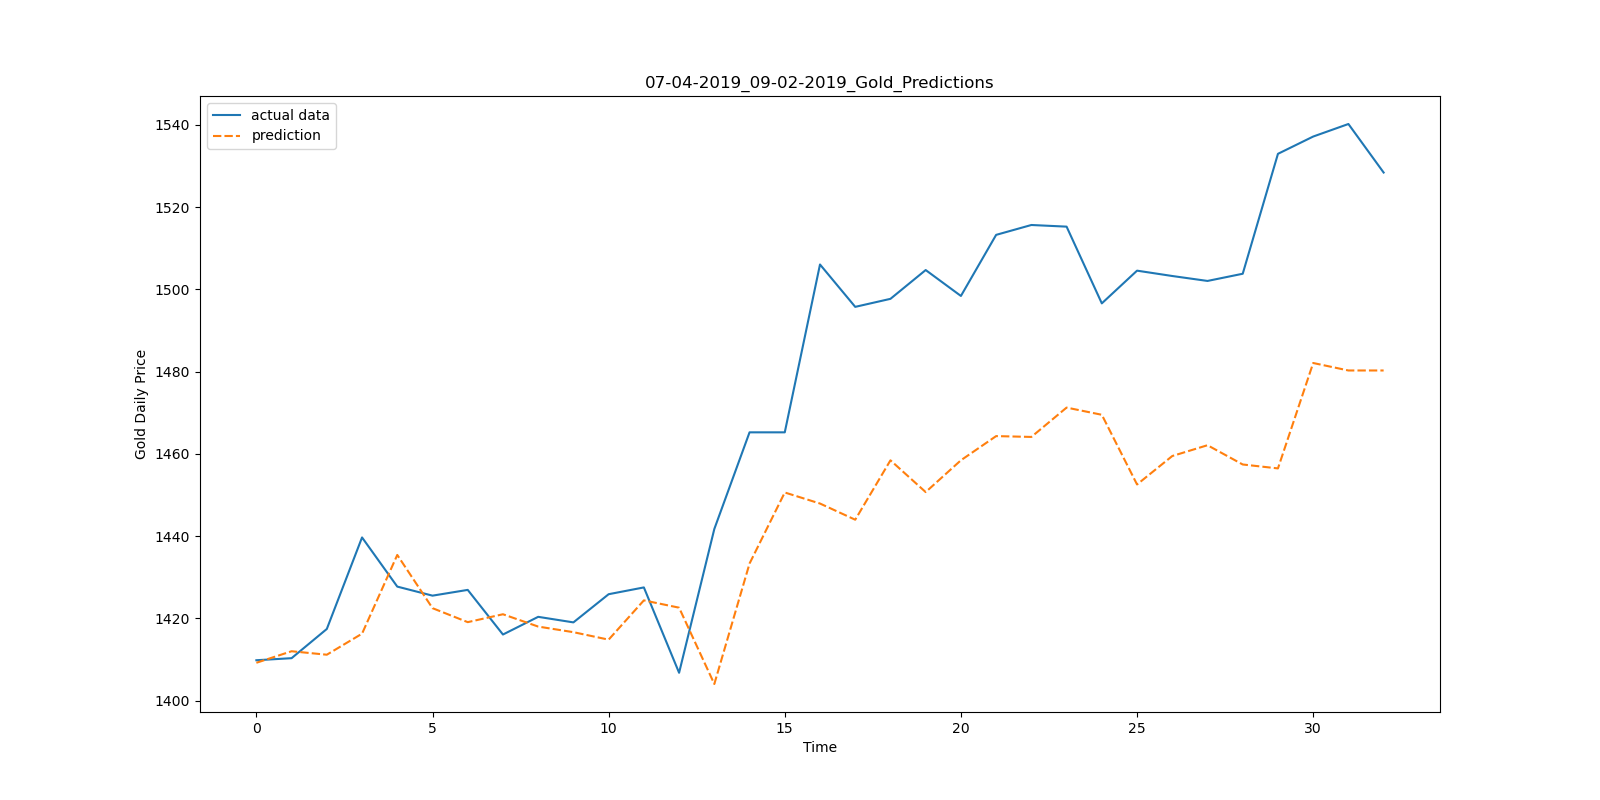 07-04-2019_09-02-2019_Gold_Predictions
actual data
prediction
Gold Daily Price
1540
1520
1500
1480
1460
1440
1420
1400
0 5 10 15 20 25 30
Time